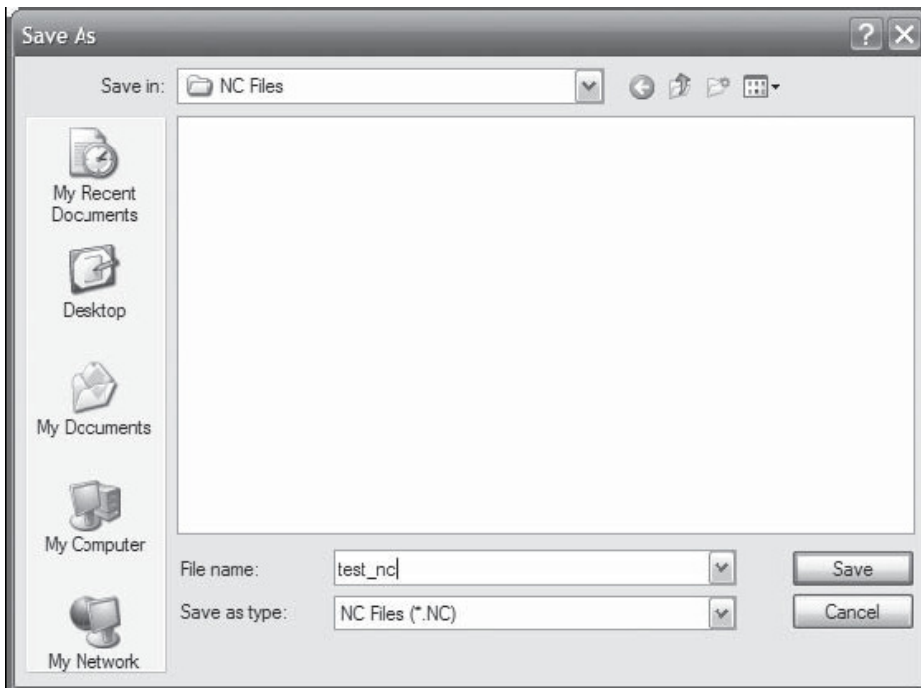 Save As
Save in:
NC Files
My Recent
Documents
Desktop
My Documents
My Computer
My Network
File name:
test_nc
Save as type:
NC Files (*.NC)
Save
Cancel